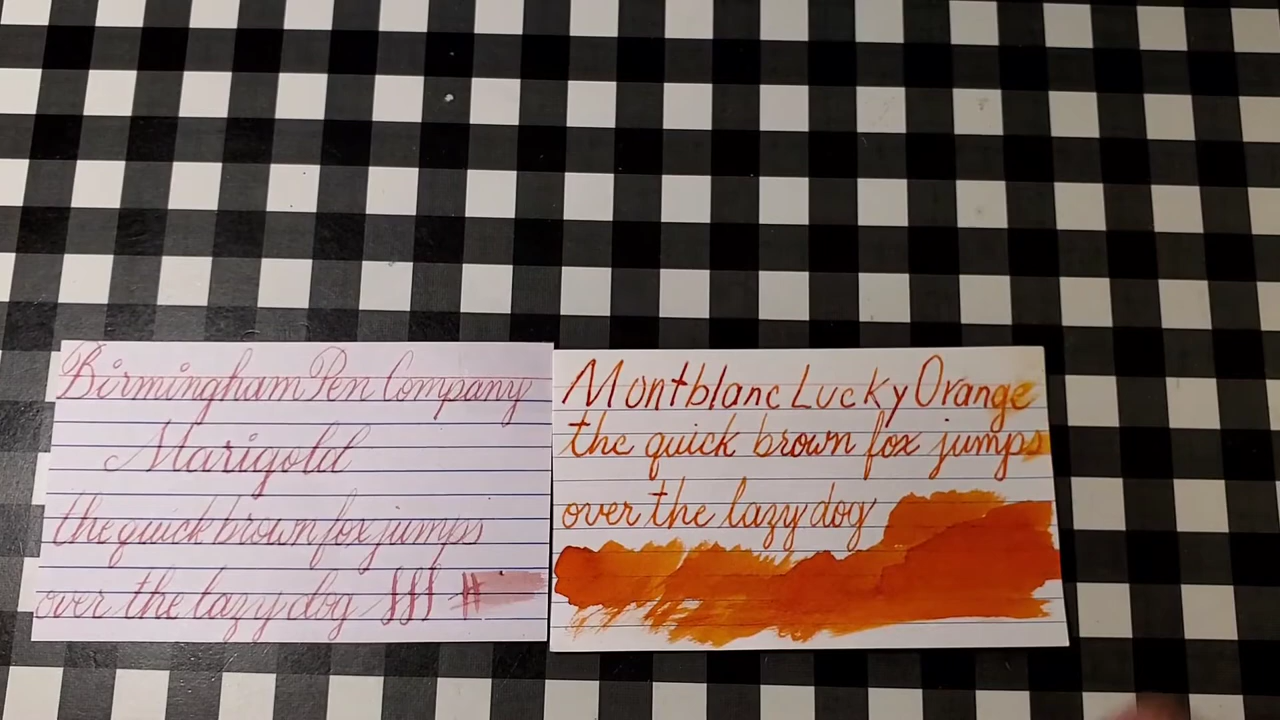 Birmingham Pen Company
Marigold
the quick brown fox jumps
over the lazy dog
Montblanc Lucky Orange
the quick brown fox jumps
over the lazy dog